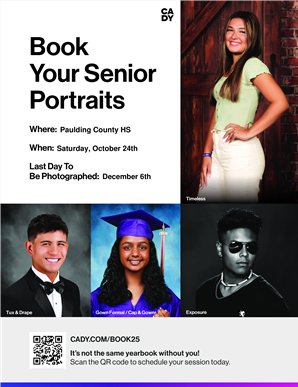 CA
DY
Book
Your Senior
Portraits
Where: Paulding County HS
When: Saturday, October 24th
Last Day To
Be Photographed: December 6th
Timeless
Tux & Drape
Gown Formal / Cap & Gown
Exposure
CADY.COM/BOOK25
It's not the same yearbook without you!
Scan the QR code to schedule your session today.